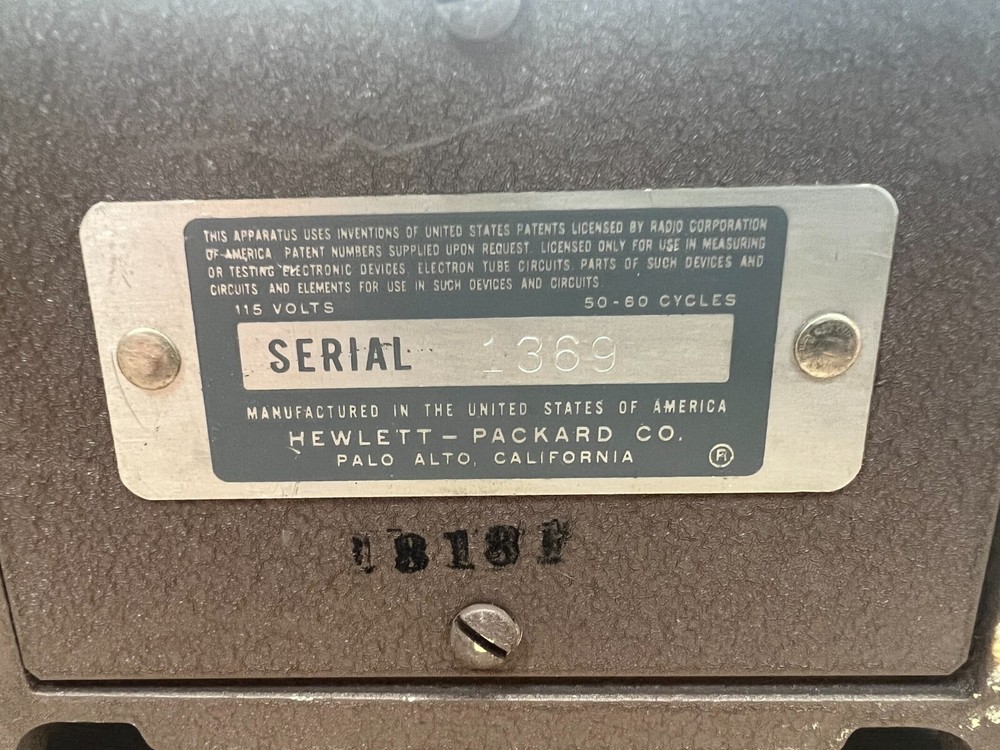 THIS APPARATUS USES INVENTIONS OF UNITED STATES PATENTS LICENSED BY RADIO CORPORATION
OF AMERICA. PATENT NUMBERS SUPPLIED UPON REQUEST. LICENSED ONLY FOR USE IN MEASURING
OR TESTING ELECTRONIC DEVICES, ELECTRON TUBE CIRCUITS. PARTS OF SUCH DEVICES AND
CIRCUITS, AND ELEMENTS FOR USE IN SUCH DEVICES AND CIRCUITS.
115 VOLTS 50-60 CYCLES
SERIAL 1369
MANUFACTURED IN THE UNITED STATES OF AMERICA
HEWLETT-PACKARD CO.
PALO ALTO, CALIFORNIA